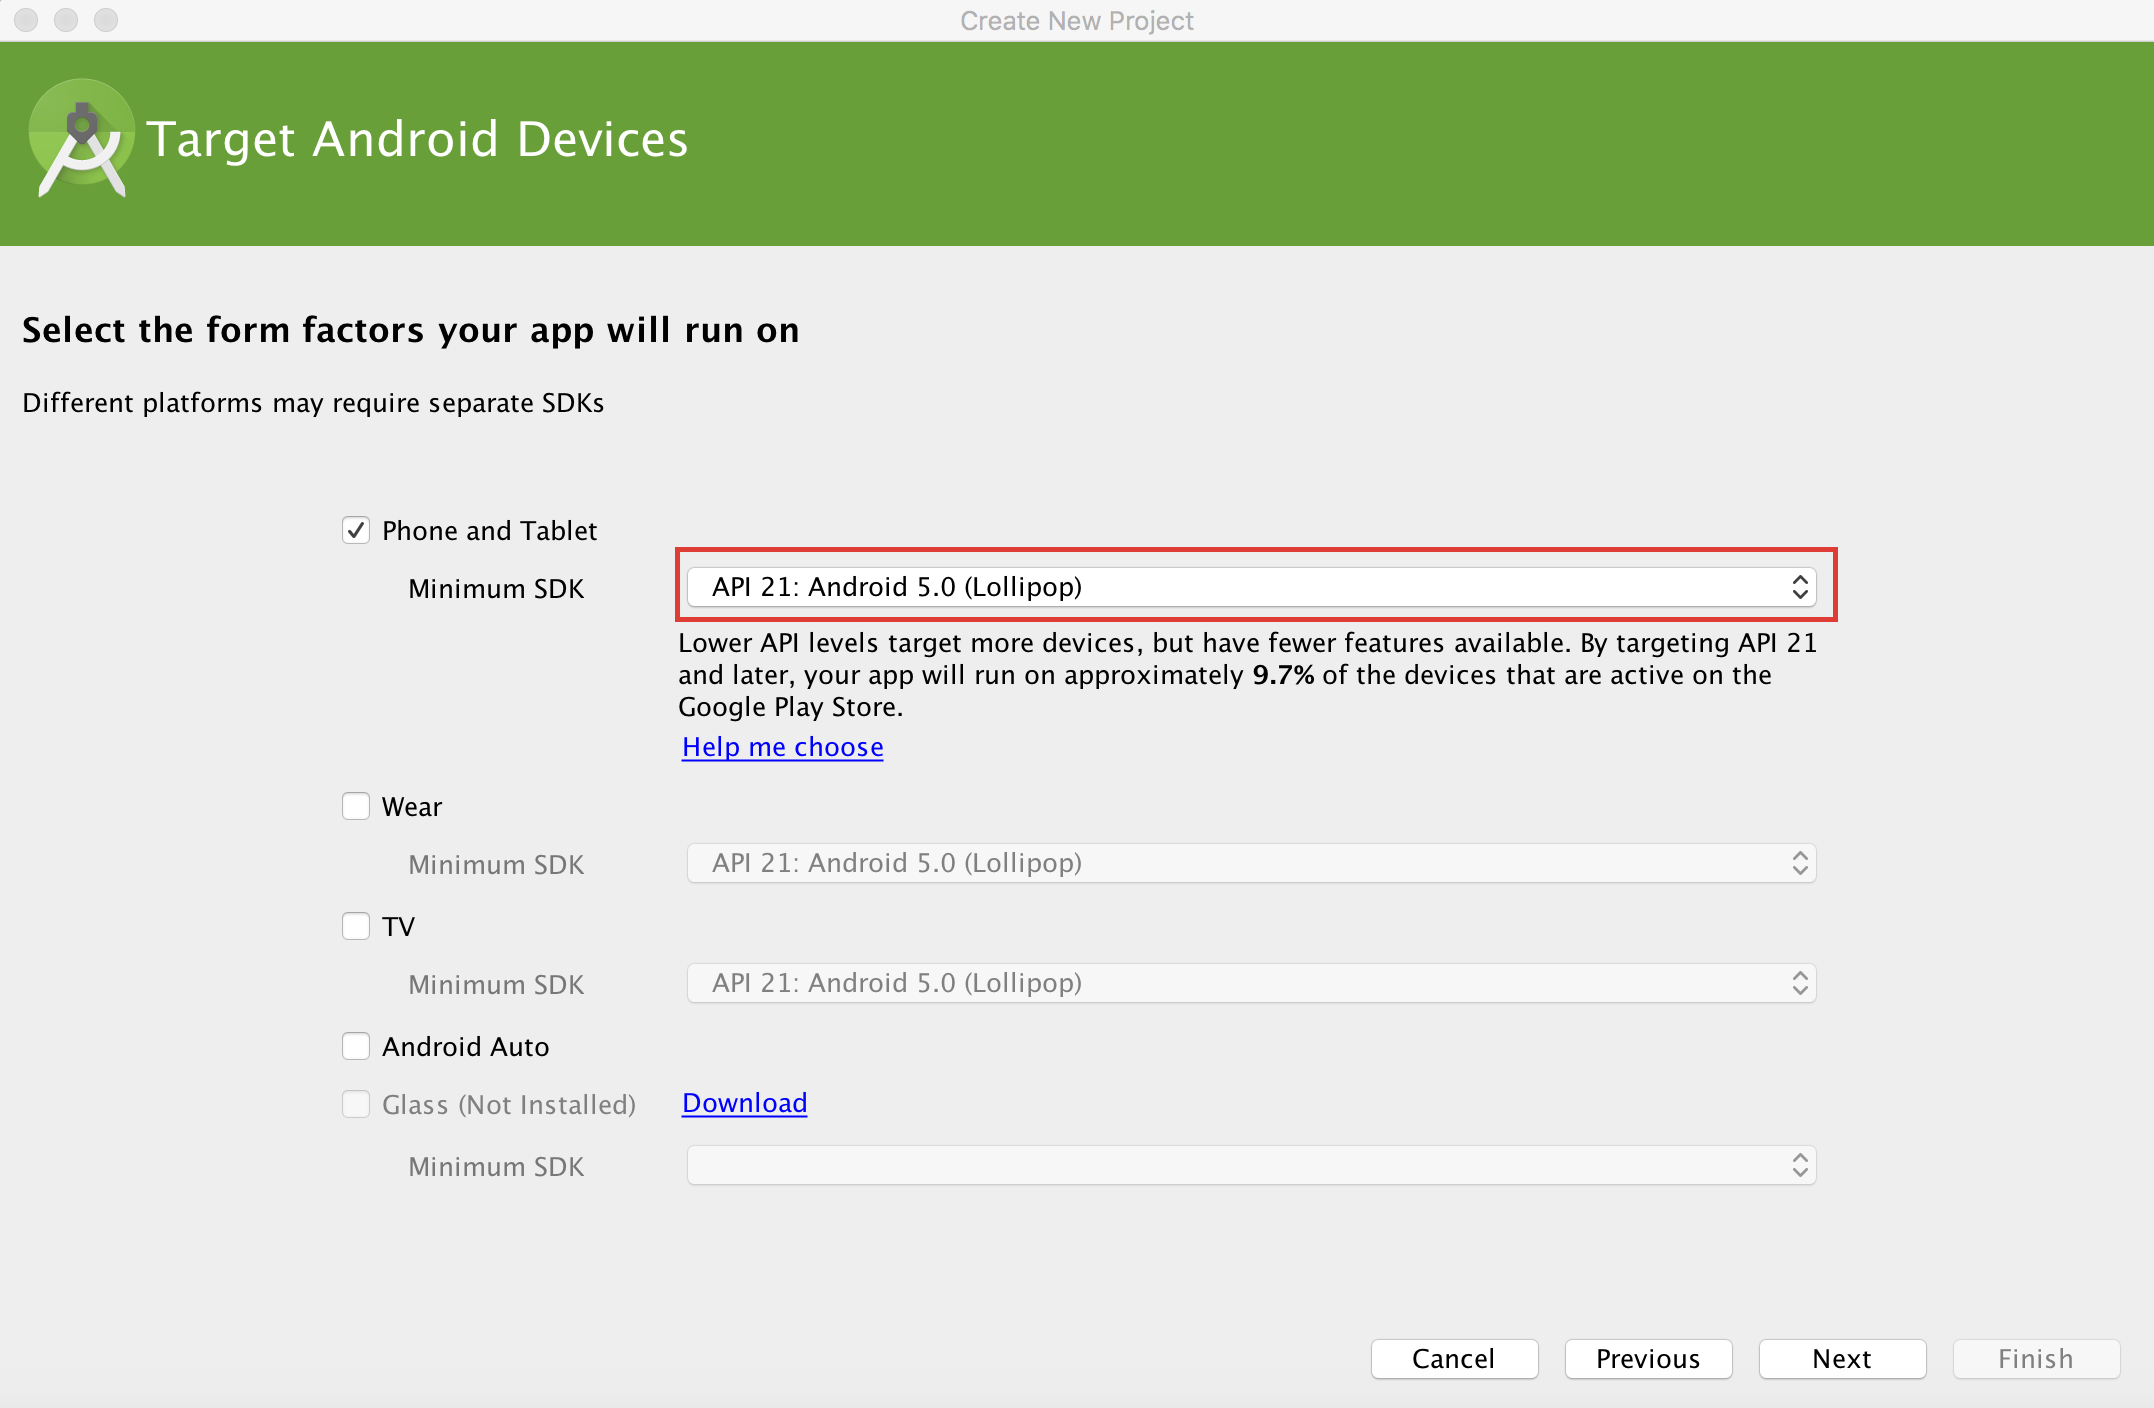 Create New Project
Target Android Devices
Select the form factors your app will run on
Different platforms may require separate SDKs
Phone and Tablet
Minimum SDK
API 21: Android 5.0 (Lollipop)
Lower API levels target more devices, but have fewer features available. By targeting API 21
and later, your app will run on approximately 9.7% of the devices that are active on the
Google Play Store.
Help me choose
Wear
Minimum SDK
API 21: Android 5.0 (Lollipop)
TV
Minimum SDK
API 21: Android 5.0 (Lollipop)
Android Auto
Glass (Not Installed)
Download
Minimum SDK
Cancel
Previous
Next
Finish